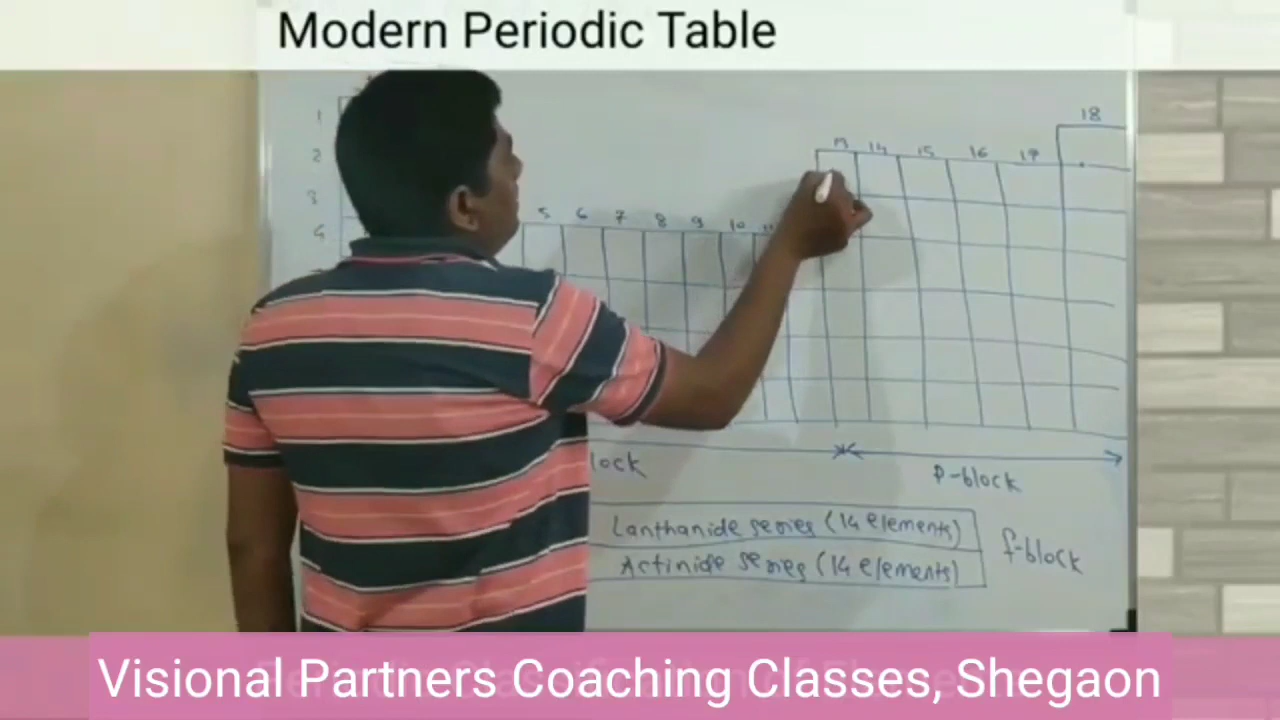 Modern Periodic Table
18
1
13 14 15 16 17
2
3
5 6 7 8 9 10 11
4
lock
P-block
Lanthanide series (14 elements)
f-block
Actinide series (14 elements)
Visional Partners Coaching Classes, Shegaon